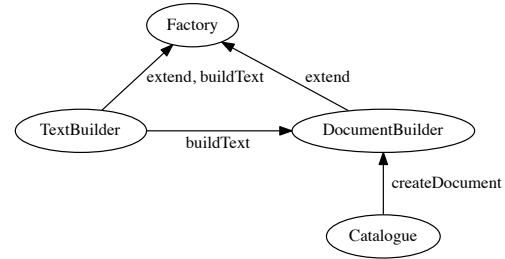 Factory
extend, buildText
extend
TextBuilder
DocumentBuilder
buildText
createDocument
Catalogue